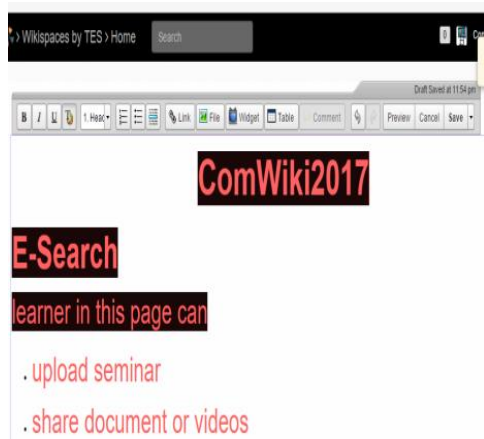 > Wikispaces by TES > Home Search 0
Draft Saved at 11:54 pm
B I U 1. Head Link File Widget Table Comment Preview Cancel Save
ComWiki2017
E-Search
learner in this page can
. upload seminar
. share document or videos